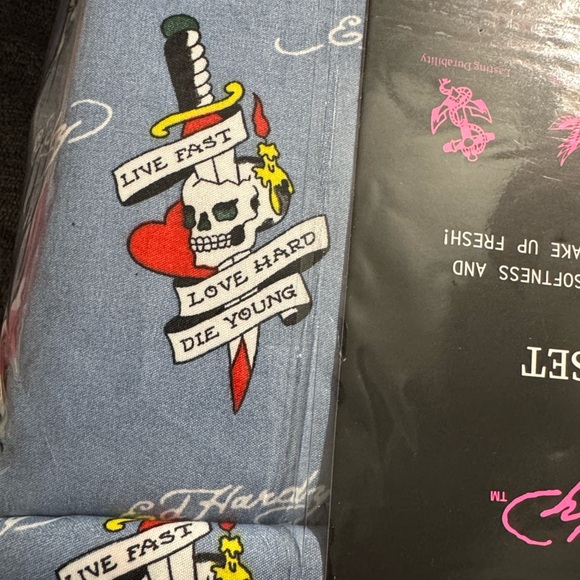 LIVE FAST
LOVE HARD
DIE YOUNG
Ed Hardy
LIVE FAST
Lasting Durability
SOFTNESS AND
AKE UP FRESH!
SET
TM